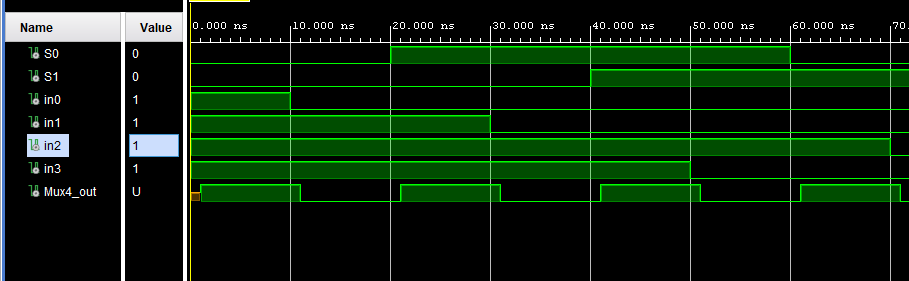 Name Value
0.000 ns 10.000 ns 20.000 ns 30.000 ns 40.000 ns 50.000 ns 60.000 ns 70.
S0 0
S1 0
in0 1
in1 1
in2 1
in3 1
Mux4_out U